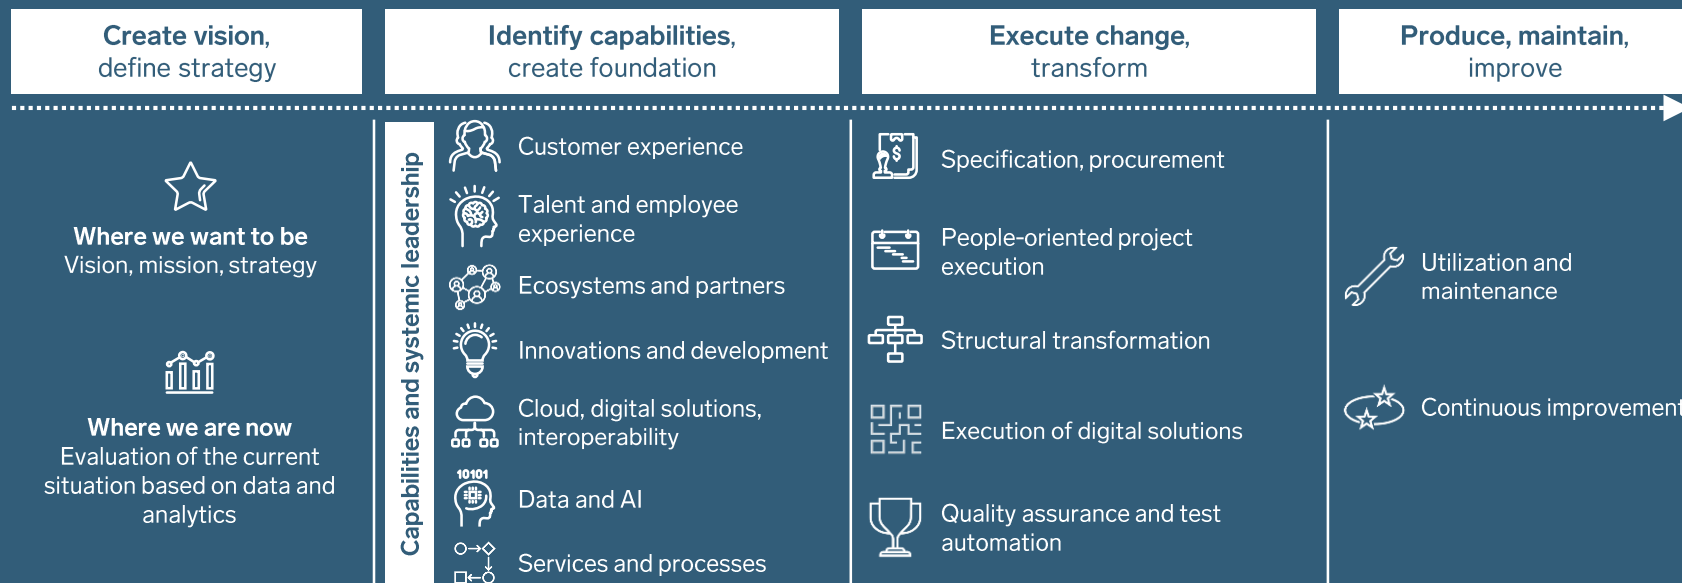 Create vision,
define strategy
Identify capabilities,
create foundation
Execute change,
transform
Produce, maintain,
improve
Where we want to be
Vision, mission, strategy
Where we are now
Evaluation of the current
situation based on data and
analytics
Capabilities and systemic leadership
Customer experience
Talent and employee
experience
Ecosystems and partners
Innovations and development
Cloud, digital solutions,
interoperability
10101
Data and AI
Services and processes
$
Specification, procurement
People-oriented project
execution
Structural transformation
Execution of digital solutions
Quality assurance and test
automation
Utilization and
maintenance
Continuous improvement